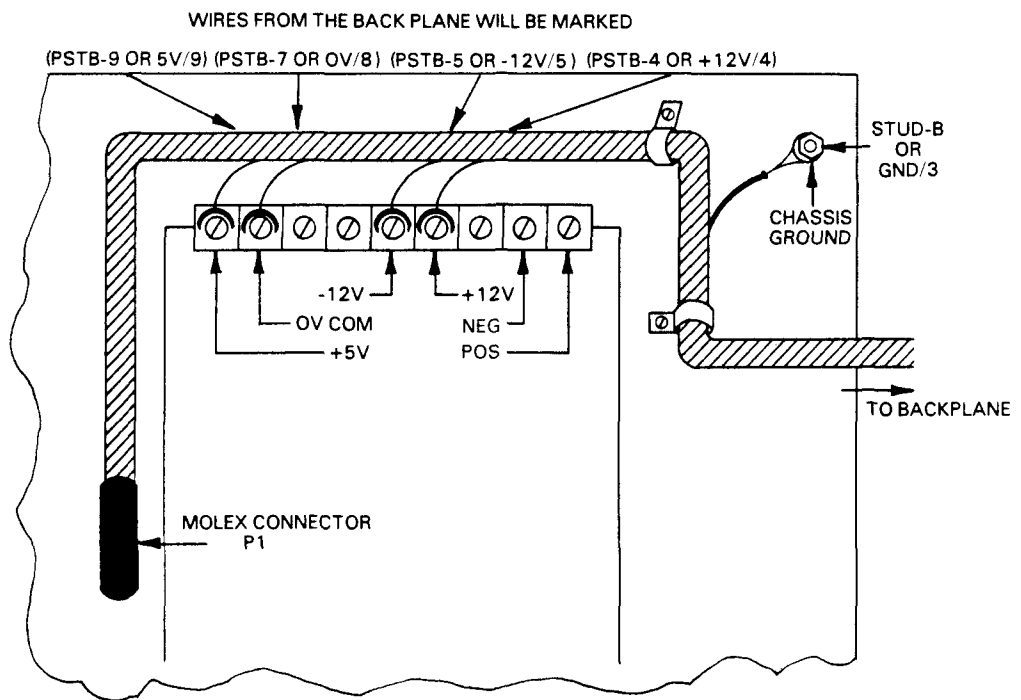 WIRES FROM THE BACK PLANE WILL BE MARKED
(PSTB-9 OR 5V/9) (PSTB-7 OR 0V/8) (PSTB-5 OR -12V/5) (PSTB-4 OR +12V/4)
STUD-B
OR
GND/3
CHASSIS
GROUND
-12V
+12V
0V COM
NEG
+5V
POS
TO BACKPLANE
MOLEX CONNECTOR
P1